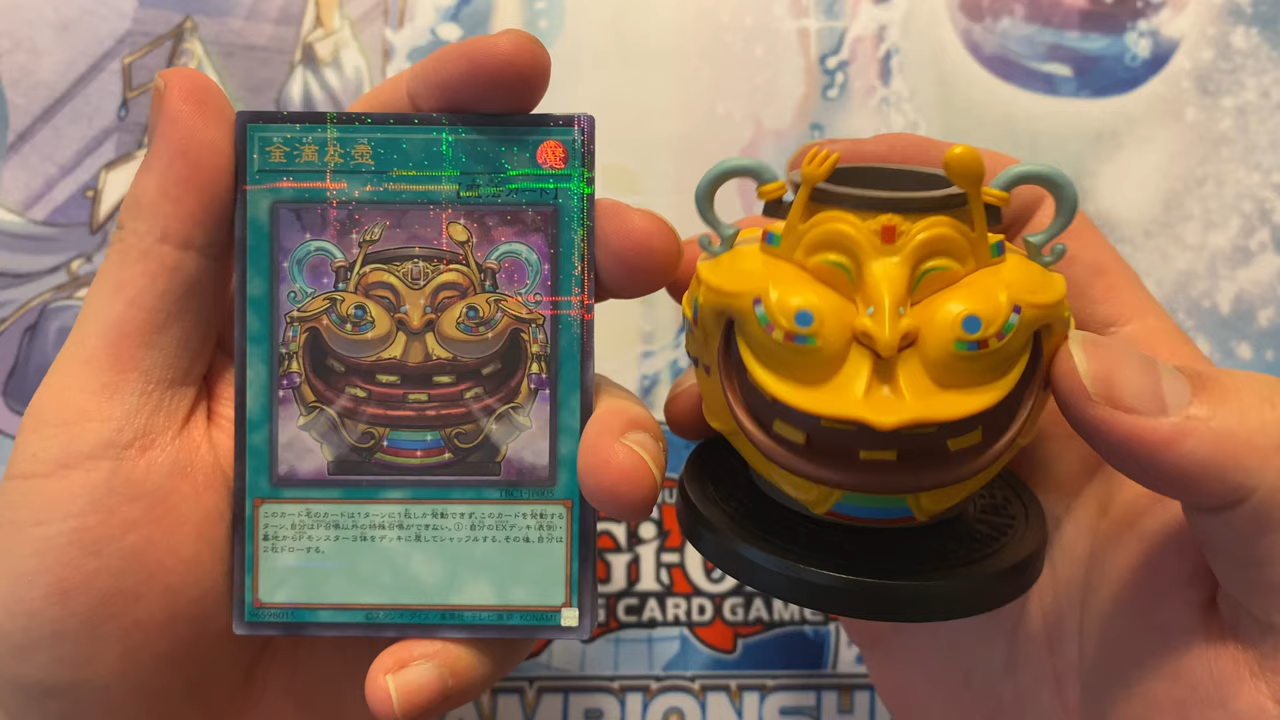 金満な壺
魔
TBC1-JP005
このカード名のカードは1ターンに1枚しか発動できず、このカードを発動する
ターン、自分はP召喚以外の特殊召喚ができない。①:自分のEXデッキ(表側)・
墓地からPモンスター3体をデッキに戻してシャッフルする。その後、自分は
2枚ドローする。
96598015
©スタジオ・ダイス/集英社・テレビ東京・KONAMI
CARD GAME